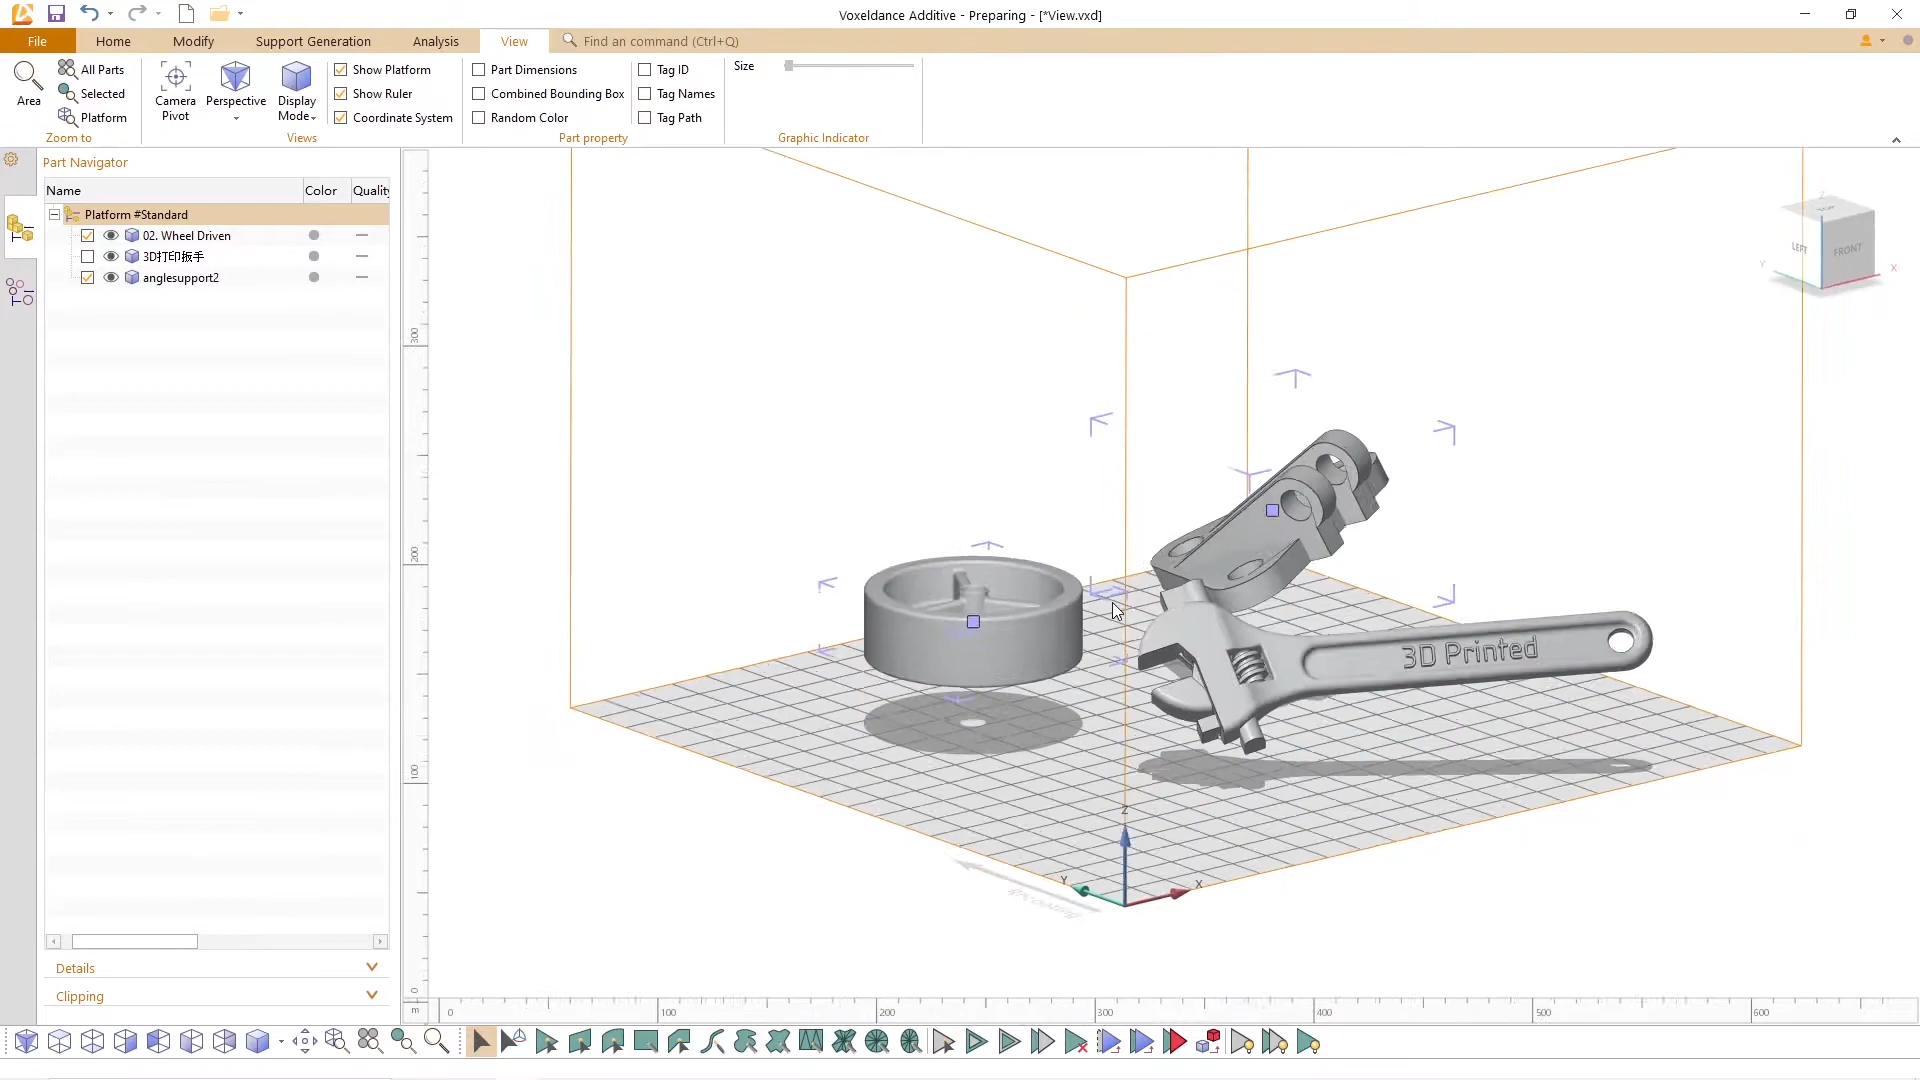 Voxeldance Additive - Preparing - [*View.vxd]
File
Home
Modify
Support Generation
Analysis
View
Find an command (Ctrl+Q)
Area
All Parts
Selected
Platform
Zoom to
Camera
Pivot
Perspective
Display
Mode
Show Platform
Show Ruler
Coordinate System
Views
Part Dimensions
Combined Bounding Box
Random Color
Tag ID
Tag Names
Tag Path
Part property
Size
Graphic Indicator
Part Navigator
Name
Color
Quality
Platform #Standard
02. Wheel Driven
3D打印扳手
anglesupport2
Details
Clipping
300
200
100
0
m
0
100
200
300
400
500
600
3D Printed
Z
Y
X
Z
Y
X
TOP
LEFT
FRONT